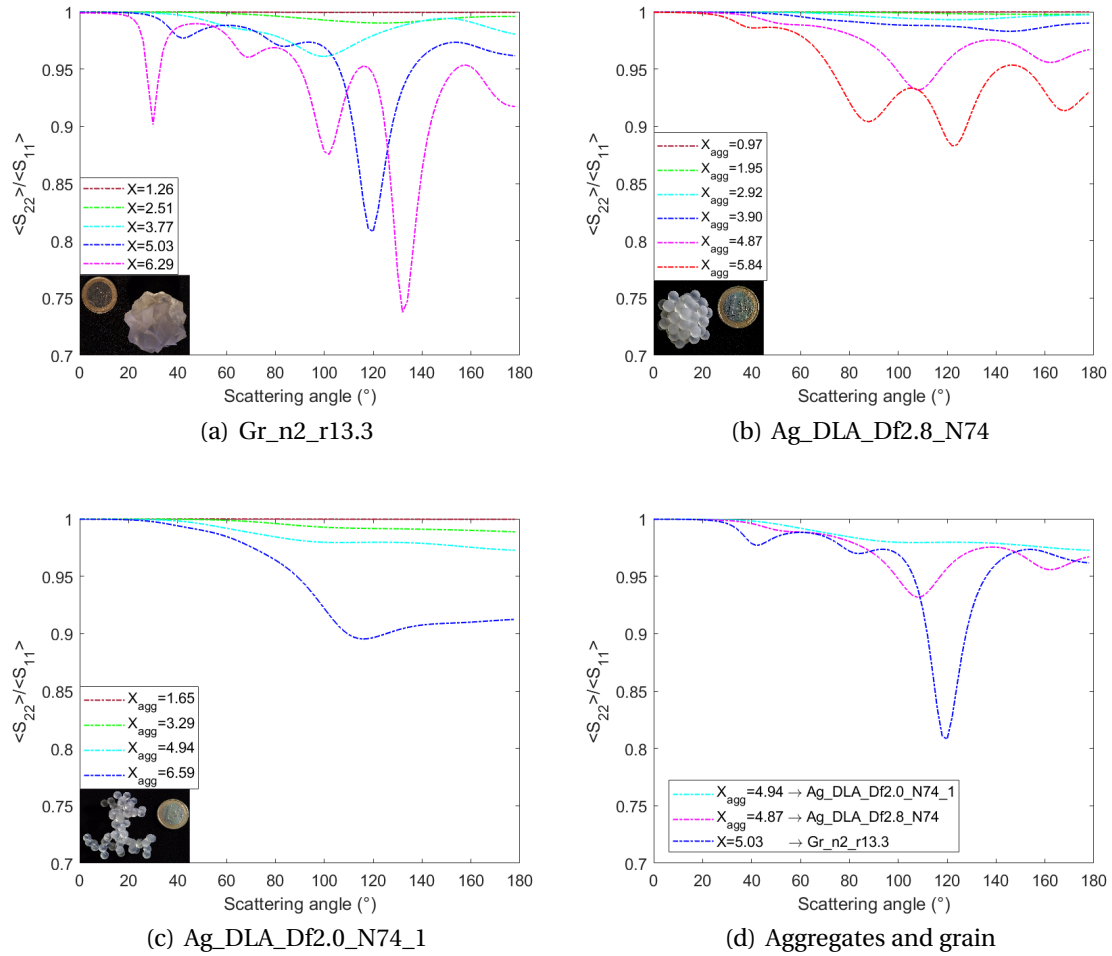 1
0.95
0.9
0.85
0.8
0.75
0.7
<S22>/<S11>
X=1.26
X=2.51
X=3.77
X=5.03
X=6.29
0 20 40 60 80 100 120 140 160 180
Scattering angle (°)
(a) Gr_n2_r13.3
1
0.95
0.9
0.85
0.8
0.75
0.7
<S22>/<S11>
Xagg=0.97
Xagg=1.95
Xagg=2.92
Xagg=3.90
Xagg=4.87
Xagg=5.84
0 20 40 60 80 100 120 140 160 180
Scattering angle (°)
(b) Ag_DLA_Df2.8_N74
1
0.95
0.9
0.85
0.8
0.75
0.7
<S22>/<S11>
Xagg=1.65
Xagg=3.29
Xagg=4.94
Xagg=6.59
0 20 40 60 80 100 120 140 160 180
Scattering angle (°)
(c) Ag_DLA_Df2.0_N74_1
1
0.95
0.9
0.85
0.8
0.75
0.7
<S22>/<S11>
Xagg=4.94 → Ag_DLA_Df2.0_N74_1
Xagg=4.87 → Ag_DLA_Df2.8_N74
X=5.03 → Gr_n2_r13.3
0 20 40 60 80 100 120 140 160 180
Scattering angle (°)
(d) Aggregates and grain